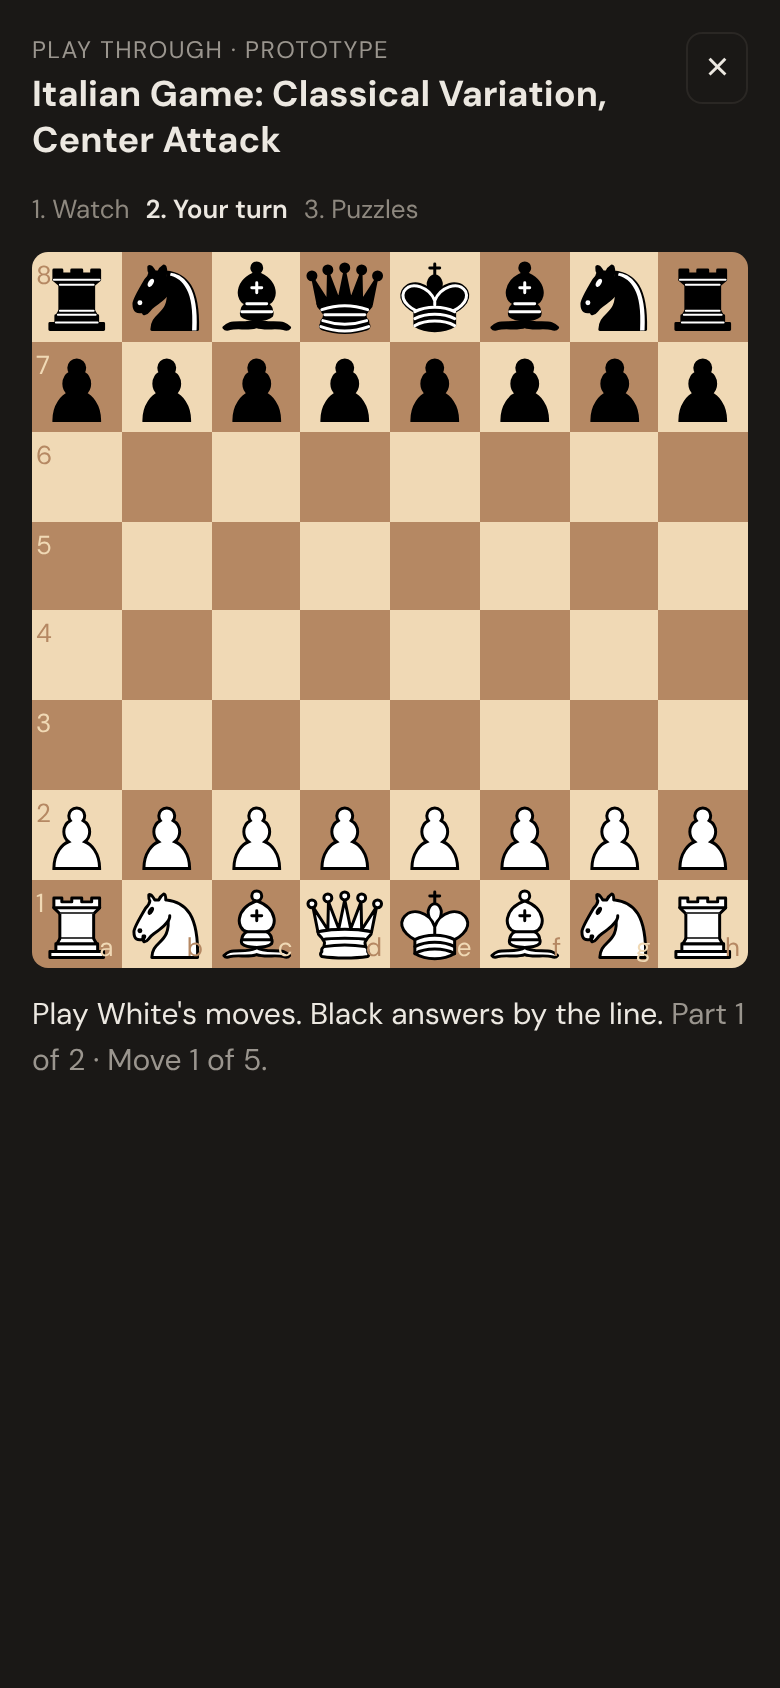 PLAY THROUGH · PROTOTYPE
Italian Game: Classical Variation,
Center Attack
✕
1. Watch 2. Your turn 3. Puzzles
8
7
6
5
4
3
2
1
a b c d e f g h
Play White's moves. Black answers by the line. Part 1
of 2 · Move 1 of 5.